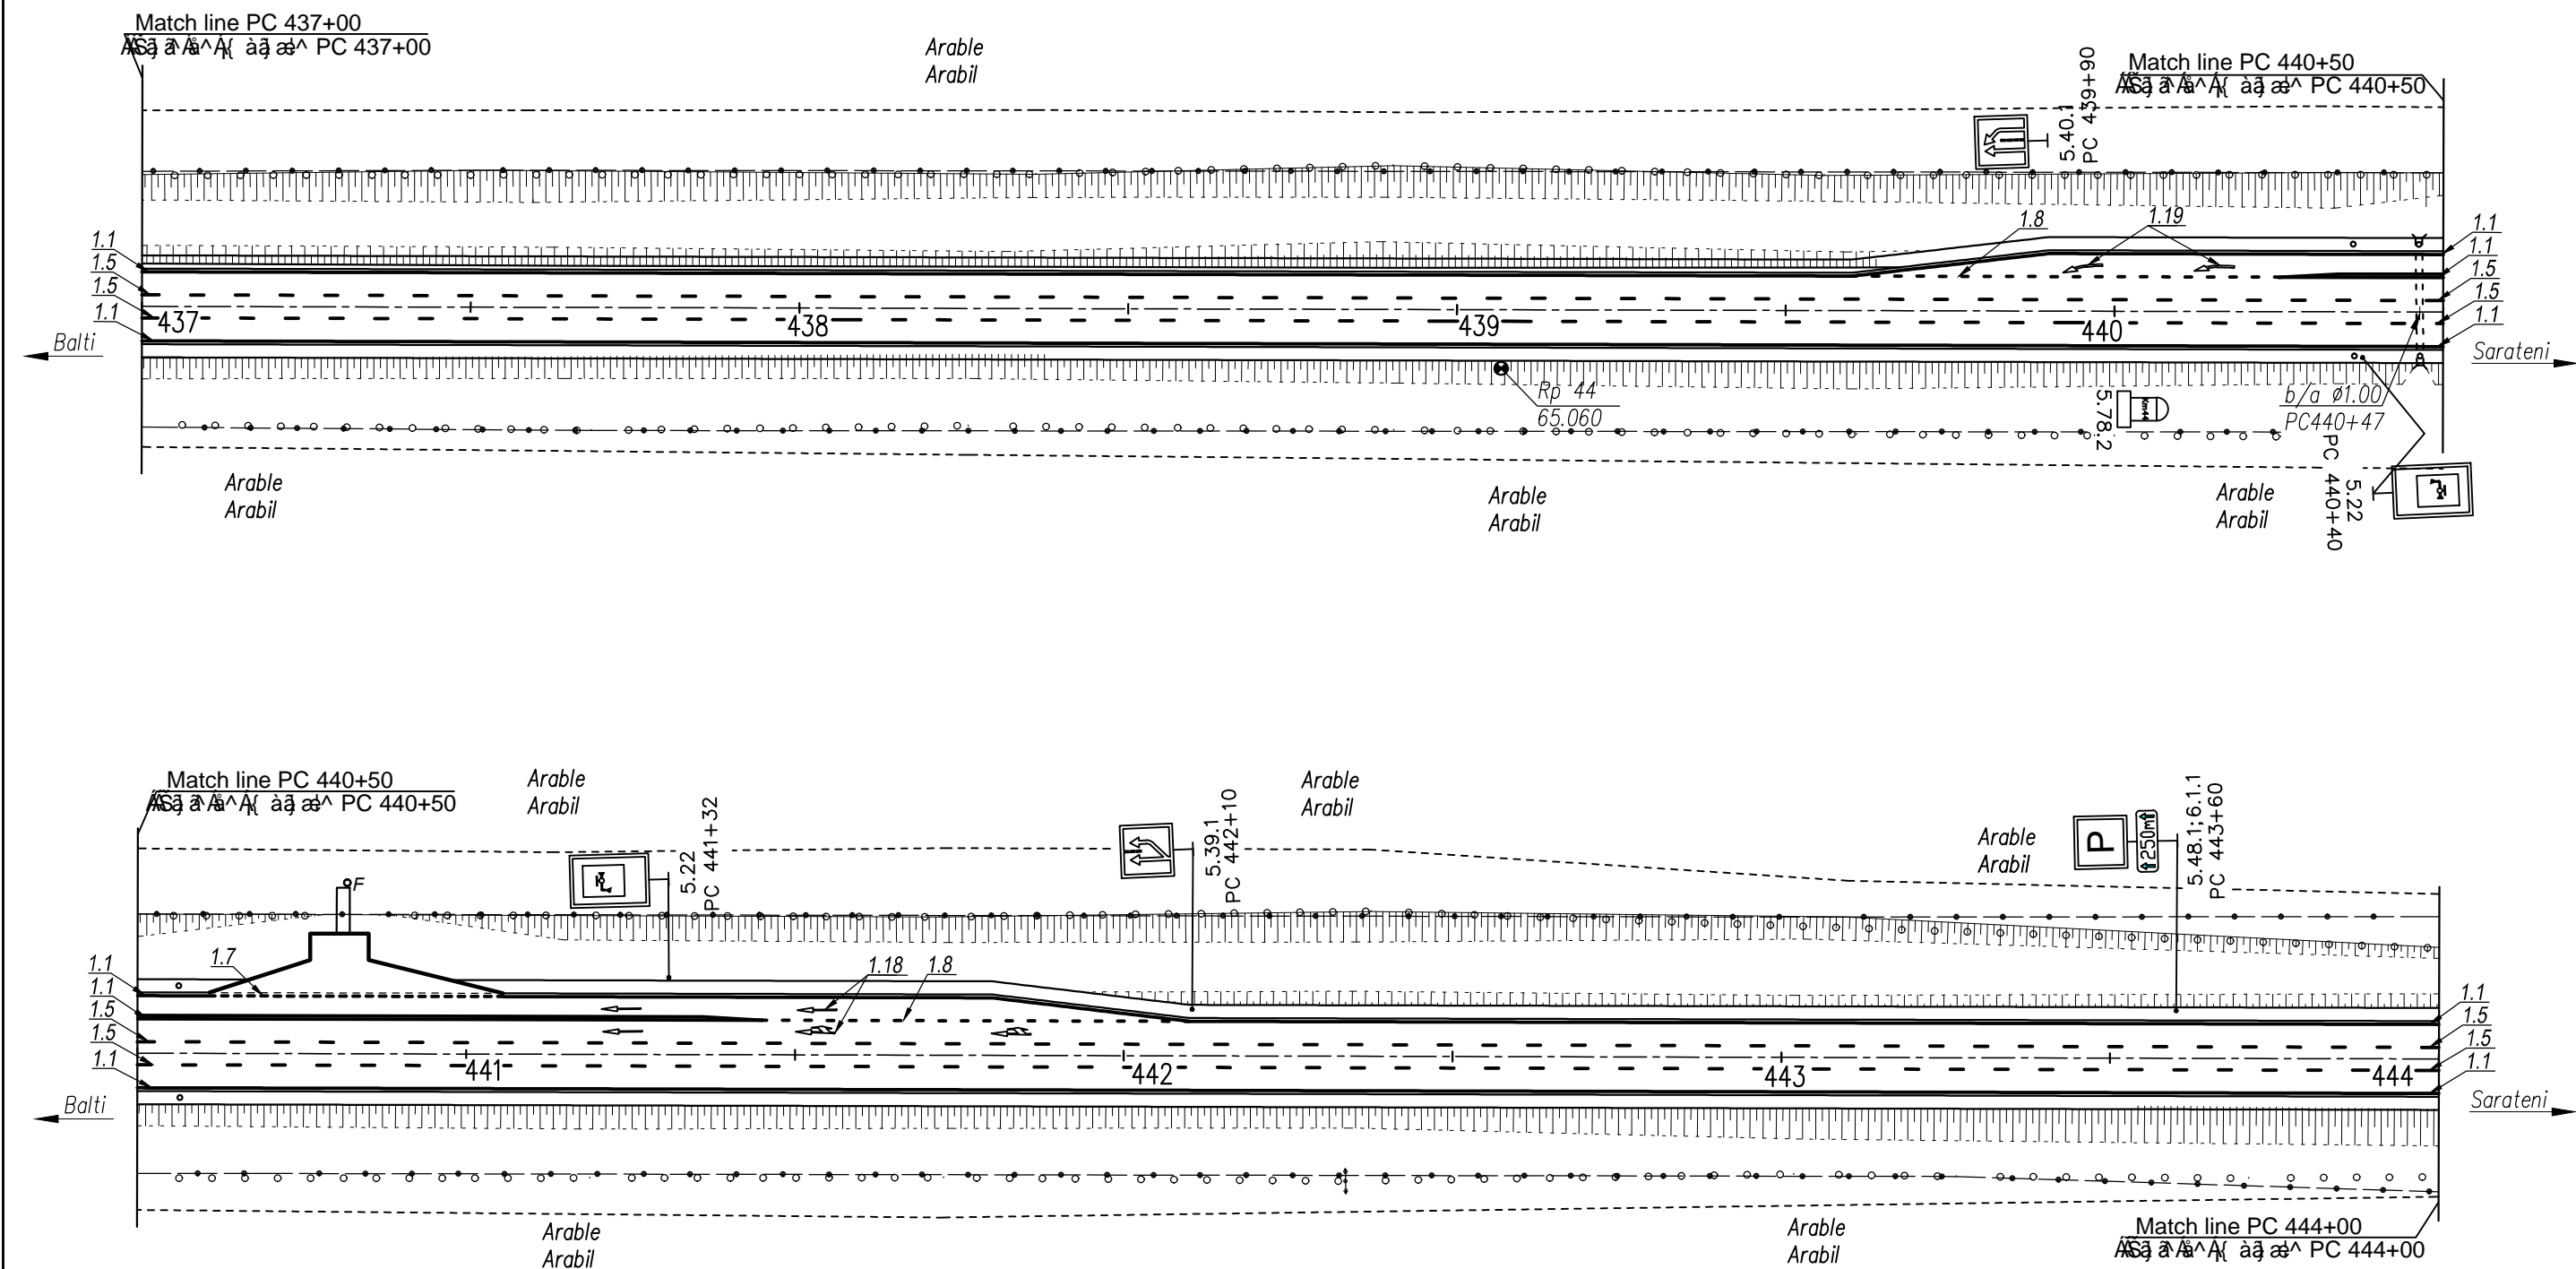 Match line PC 437+00
PC 437+00
Arable
Arabil
5.40.1
PC 439+90
Match line PC 440+50
PC 440+50
1.1
1.5
1.5
1.1
1.8
1.19
1.1
1.1
1.5
1.5
1.1
437
438
439
440
Balti
Sarateni
Rp 44
65.060
5.78.2
Km44
b/a ø1.00
PC440+47
5.22
PC 440+40
Arable
Arabil
Arable
Arabil
Arable
Arabil
Match line PC 440+50
PC 440+50
Arable
Arabil
5.22
PC 441+32
5.39.1
PC 442+10
Arable
Arabil
Arable
Arabil
P
250m
5.48.1;6.1.1
PC 443+60
F
1.7
1.18
1.8
1.1
1.1
1.5
1.5
1.1
1.1
1.5
1.5
1.1
441
442
443
444
Balti
Sarateni
Arable
Arabil
Arable
Arabil
Match line PC 444+00
PC 444+00